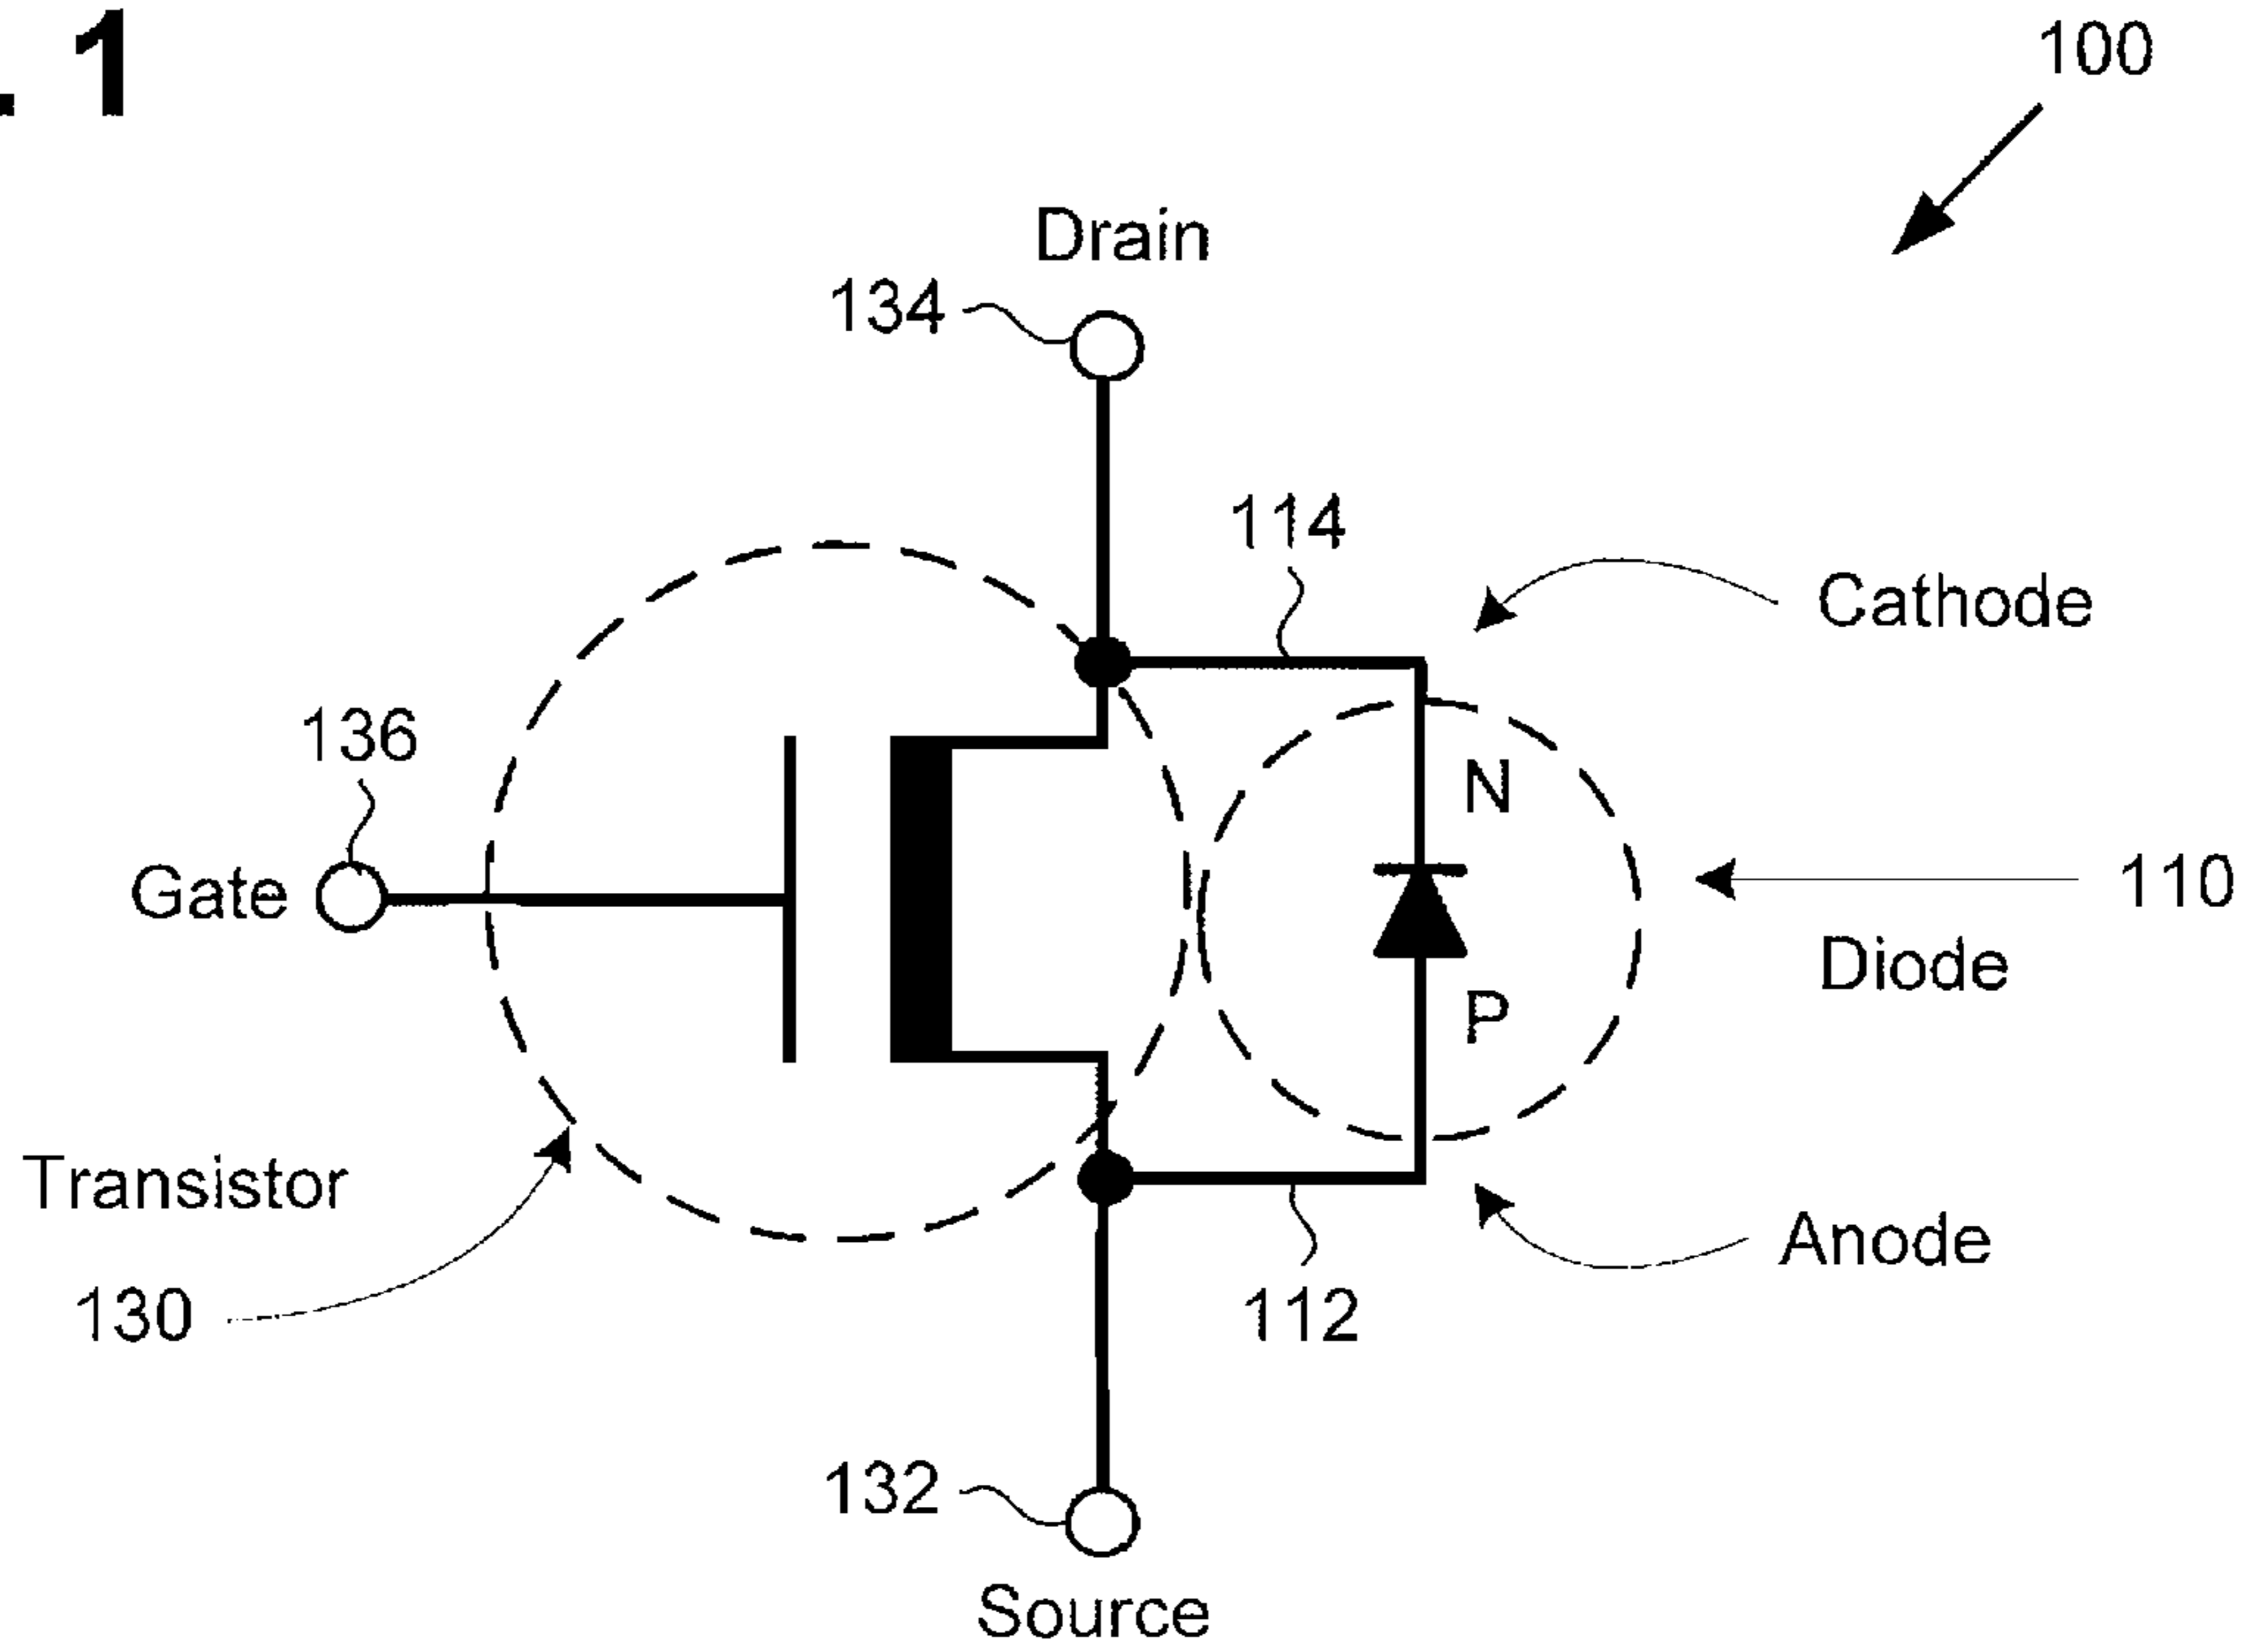 . 1
100
Drain
134
114
Cathode
136
N
Gate
110
Diode
P
Transistor
Anode
130
112
132
Source